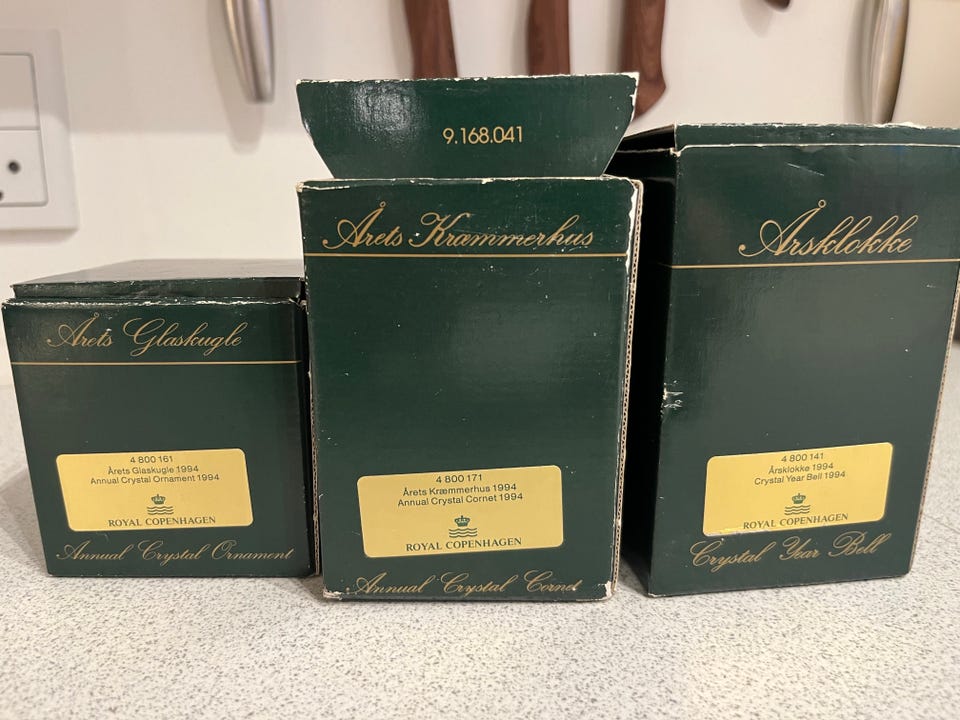 Årets Glaskugle
4 800 161
Årets Glaskugle 1994
Annual Crystal Ornament 1994
ROYAL COPENHAGEN
Annual Crystal Ornament
9.168.041
Årets Kræmmerhus
4 800 171
Årets Kræmmerhus 1994
Annual Crystal Cornet 1994
ROYAL COPENHAGEN
Annual Crystal Cornet
Årsklokke
4 800 141
Årsklokke 1994
Crystal Year Bell 1994
ROYAL COPENHAGEN
Crystal Year Bell